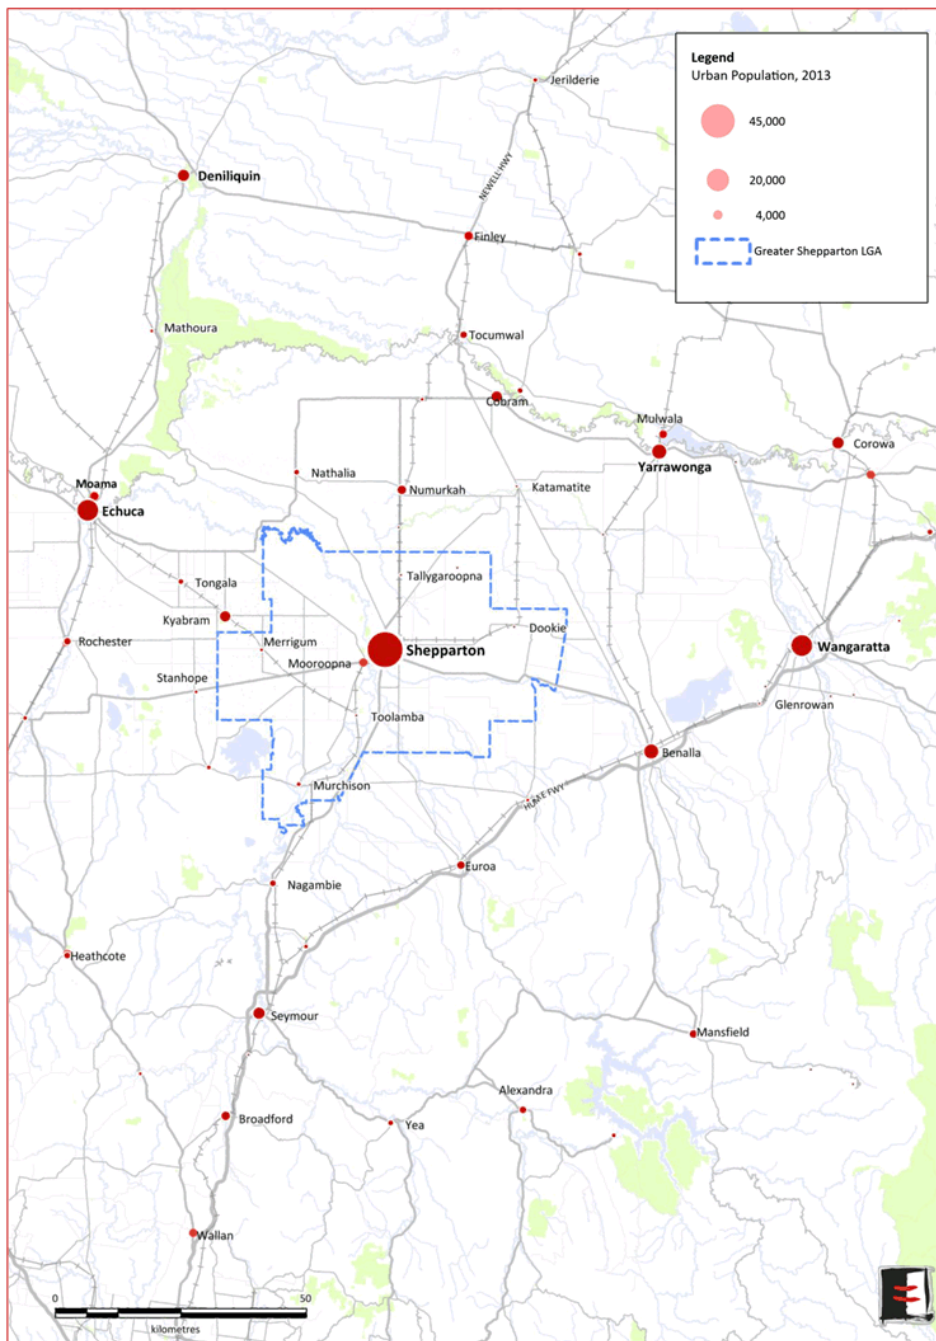 Legend
Urban Population, 2013
45,000
20,000
4,000
Greater Shepparton LGA
Jerilderie
NEWELL HWY
Deniliquin
Finley
Mathoura
Tocumwal
Cobram
Mulwala
Corowa
Yarrawonga
Nathalia
Moama
Numurkah
Katamatite
Echuca
Tallygaroopna
Tongala
Kyabram
Dookie
Rochester
Merrigum
Shepparton
Wangaratta
Mooroopna
Stanhope
Glenrowan
Toolamba
Benalla
Murchison
HUME FWY
Euroa
Nagambie
Heathcote
Seymour
Mansfield
Alexandra
Broadford
Yea
Wallan
0
50
kilometres